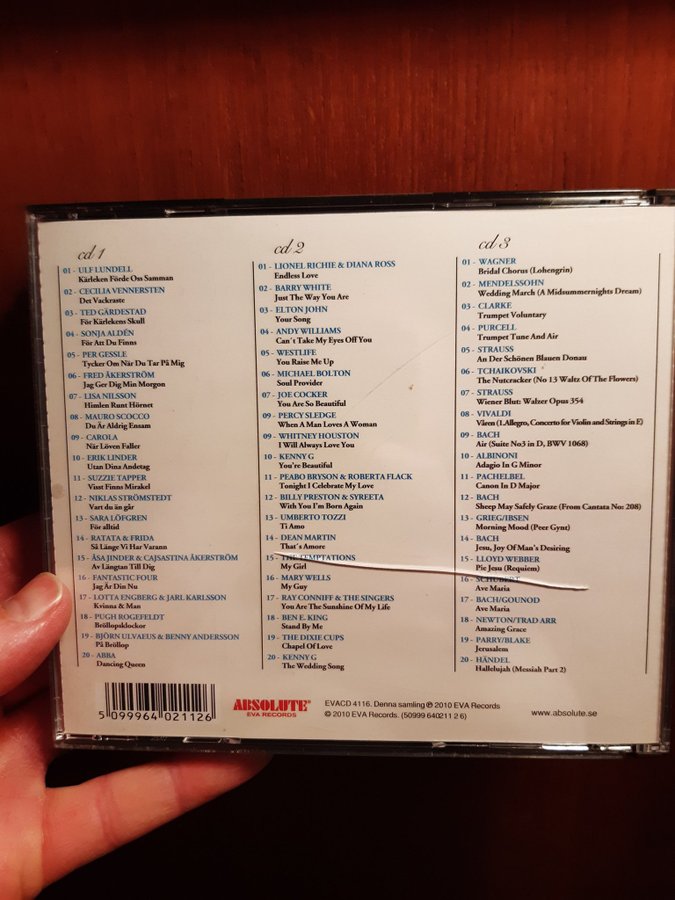 cd 1
01 - ULF LUNDELL
Kärleken Förde Oss Samman
02 - CECILIA VENNERSTEN
Det Vackraste
03 - TED GÄRDESTAD
För Kärlekens Skull
04 - SONJA ALDÉN
För Att Du Finns
05 - PER GESSLE
Tycker Om När Du Tar På Mig
06 - FRED ÅKERSTRÖM
Jag Ger Dig Min Morgon
07 - LISA NILSSON
Himlen Runt Hörnet
08 - MAURO SCOCCO
Du Är Aldrig Ensam
09 - CAROLA
När Löven Faller
10 - ERIK LINDER
Utan Dina Andetag
11 - SUZZIE TAPPER
Visst Finns Mirakel
12 - NIKLAS STRÖMSTEDT
Vart du än går
13 - SARA LÖFGREN
För alltid
14 - RATATA & FRIDA
Så Länge Vi Har Varann
15 - ÅSA JINDER & CAJSASTINA ÅKERSTRÖM
Av Längtan Till Dig
16 - FANTASTIC FOUR
Jag Är Din Nu
17 - LOTTA ENGBERG & JARL KARLSSON
Kvinna & Man
18 - PUGH ROGEFELDT
Bröllopsklockor
19 - BJÖRN ULVAEUS & BENNY ANDERSSON
På Bröllop
20 - ABBA
Dancing Queen
cd 2
01 - LIONEL RICHIE & DIANA ROSS
Endless Love
02 - BARRY WHITE
Just The Way You Are
03 - ELTON JOHN
Your Song
04 - ANDY WILLIAMS
Can´t Take My Eyes Off You
05 - WESTLIFE
You Raise Me Up
06 - MICHAEL BOLTON
Soul Provider
07 - JOE COCKER
You Are So Beautiful
09 - PERCY SLEDGE
When A Man Loves A Woman
09 - WHITNEY HOUSTON
I Will Always Love You
10 - KENNY G
You're Beautiful
11 - PEABO BRYSON & ROBERTA FLACK
Tonight I Celebrate My Love
12 - BILLY PRESTON & SYREETA
With You I'm Born Again
13 - UMBERTO TOZZI
Ti Amo
14 - DEAN MARTIN
That´s Amore
15 - THE TEMPTATIONS
My Girl
16 - MARY WELLS
My Guy
17 - RAY CONNIFF & THE SINGERS
You Are The Sunshine Of My Life
18 - BEN E. KING
Stand By Me
19 - THE DIXIE CUPS
Chapel Of Love
20 - KENNY G
The Wedding Song
cd 3
01 - WAGNER
Bridal Chorus (Lohengrin)
02 - MENDELSSOHN
Wedding March (A Midsummernights Dream)
03 - CLARKE
Trumpet Voluntary
04 - PURCELL
Trumpet Tune And Air
05 - STRAUSS
An Der Schönen Blauen Donau
06 - TCHAIKOVSKI
The Nutcracker (No 13 Waltz Of The Flowers)
07 - STRAUSS
Wiener Blut: Walzer Opus 354
08 - VIVALDI
Våren (1.Allegro, Concerto for Violin and Strings in E)
09 - BACH
Air (Suite No3 in D, BWV 1068)
10 - ALBINONI
Adagio In G Minor
11 - PACHELBEL
Canon In D Major
12 - BACH
Sheep May Safely Graze (From Cantata No: 208)
13 - GRIEG/IBSEN
Morning Mood (Peer Gynt)
14 - BACH
Jesu, Joy Of Man's Desiring
15 - LLOYD WEBBER
Pie Jesu (Requiem)
16 - SCHUBERT
Ave Maria
17 - BACH/GOUNOD
Ave Maria
18 - NEWTON/TRAD ARR
Amazing Grace
19 - PARRY/BLAKE
Jerusalem
20 - HÄNDEL
Hallelujah (Messiah Part 2)
5 099964 021126
ABSOLUTE®
EVA RECORDS
EVACD 4116. Denna samling ℗ 2010 EVA Records
© 2010 EVA Records. (50999 640211 2 6)
www.absolute.se